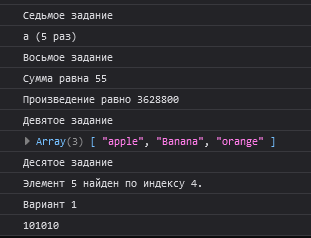 Седьмое задание
a (5 раз)
Восьмое задание
Сумма равна 55
Произведение равно 3628800
Девятое задание
Array(3) [ "apple", "Banana", "orange" ]
Десятое задание
Элемент 5 найден по индексу 4.
Вариант 1
101010